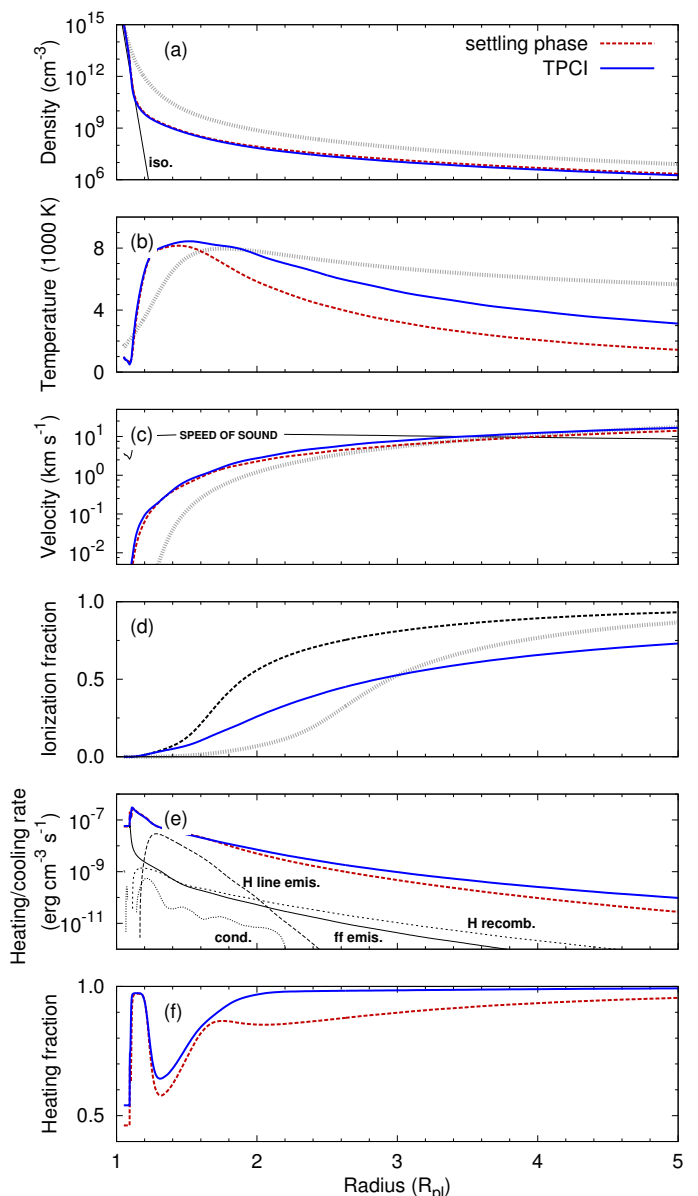 10^15
(a)
settling phase
10^12
TPCI
10^9
iso.
10^6
Density (cm^-3)
(b)
8
4
0
Temperature (1000 K)
(c)
SPEED OF SOUND
10^1
10^0
10^-1
10^-2
Velocity (km s^-1)
1.0
(d)
0.5
0.0
Ionization fraction
10^-7
(e)
10^-9
H line emis.
10^-11
H recomb.
cond.
ff emis.
Heating/cooling rate
(erg cm^-3 s^-1)
1.0
(f)
0.5
Heating fraction
1 2 3 4 5
Radius (R_pl)